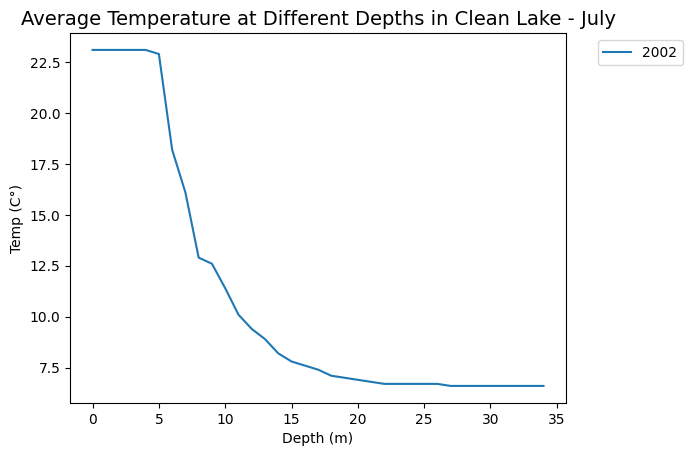 Average Temperature at Different Depths in Clean Lake - July
2002
22.5
20.0
17.5
15.0
12.5
10.0
7.5
Temp (C°)
0 5 10 15 20 25 30 35
Depth (m)